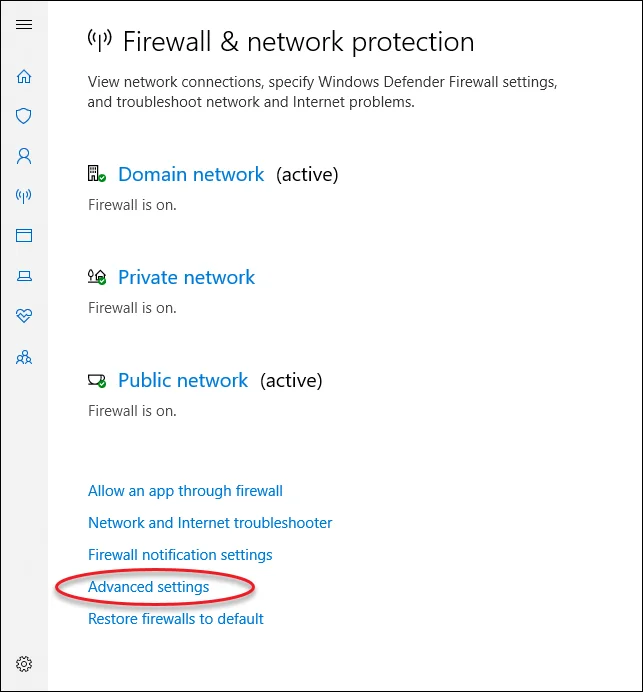 Firewall & network protection
View network connections, specify Windows Defender Firewall settings,
and troubleshoot network and Internet problems.
Domain network (active)
Firewall is on.
Private network
Firewall is on.
Public network (active)
Firewall is on.
Allow an app through firewall
Network and Internet troubleshooter
Firewall notification settings
Advanced settings
Restore firewalls to default